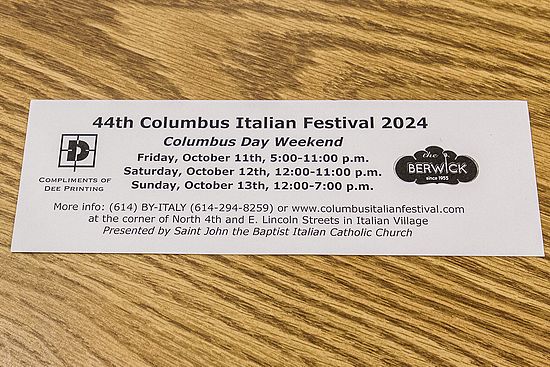 44th Columbus Italian Festival 2024
Columbus Day Weekend
Friday, October 11th, 5:00-11:00 p.m.
Saturday, October 12th, 12:00-11:00 p.m.
Sunday, October 13th, 12:00-7:00 p.m.
D
COMPLIMENTS OF
DEE PRINTING
the
BERWICK
since 1955
More info: (614) BY-ITALY (614-294-8259) or www.columbusitalianfestival.com
at the corner of North 4th and E. Lincoln Streets in Italian Village
Presented by Saint John the Baptist Italian Catholic Church